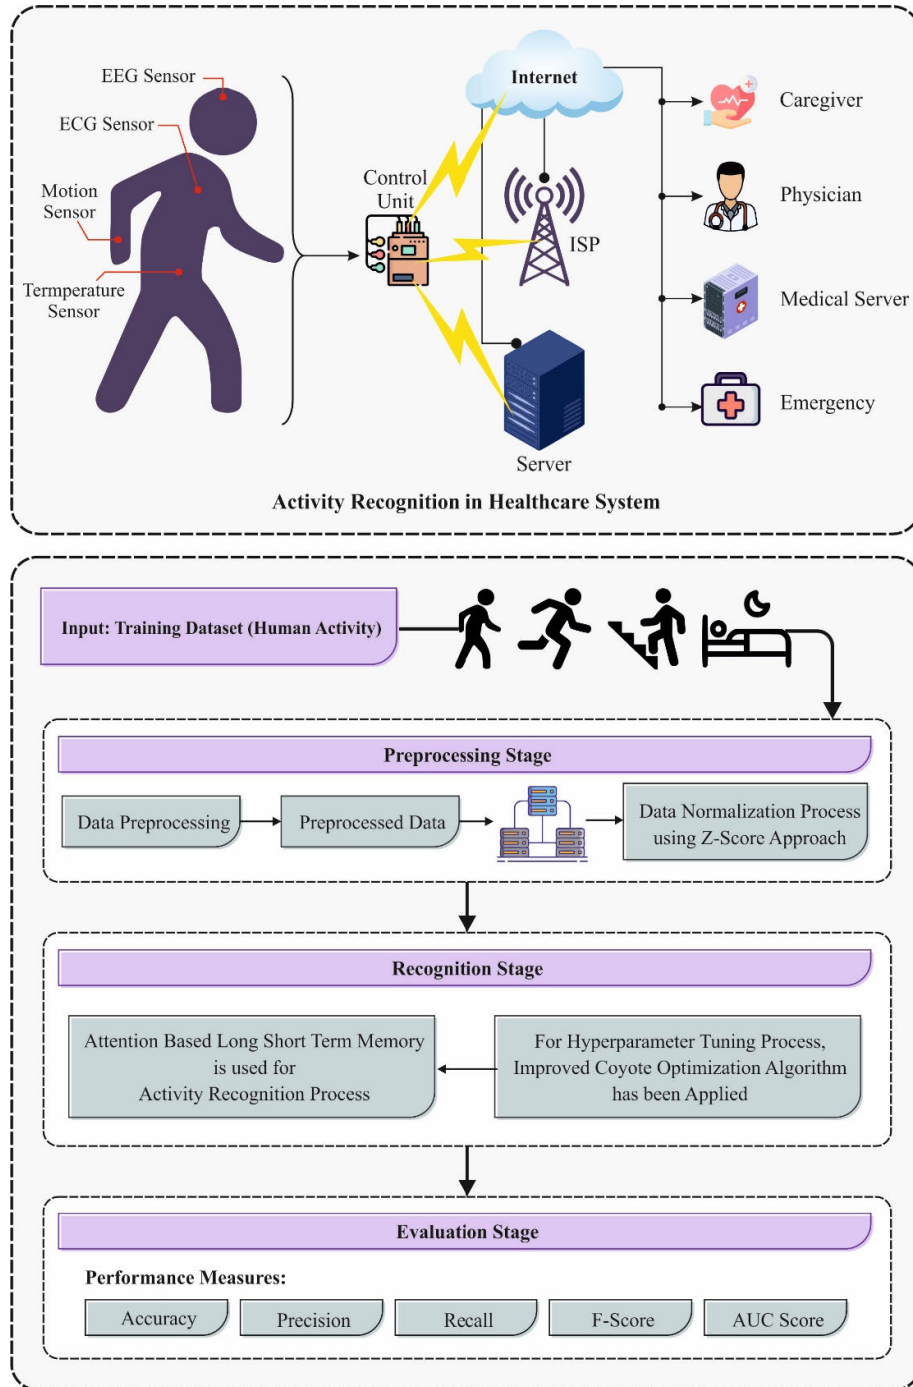 EEG Sensor
ECG Sensor
Motion
Sensor
Termperature
Sensor
Control
Unit
Internet
ISP
Server
Caregiver
Physician
Medical Server
Emergency
Activity Recognition in Healthcare System
Input: Training Dataset (Human Activity)
Preprocessing Stage
Data Preprocessing
Preprocessed Data
Data Normalization Process
using Z-Score Approach
Recognition Stage
Attention Based Long Short Term Memory
is used for
Activity Recognition Process
For Hyperparameter Tuning Process,
Improved Coyote Optimization Algorithm
has been Applied
Evaluation Stage
Performance Measures:
Accuracy
Precision
Recall
F-Score
AUC Score